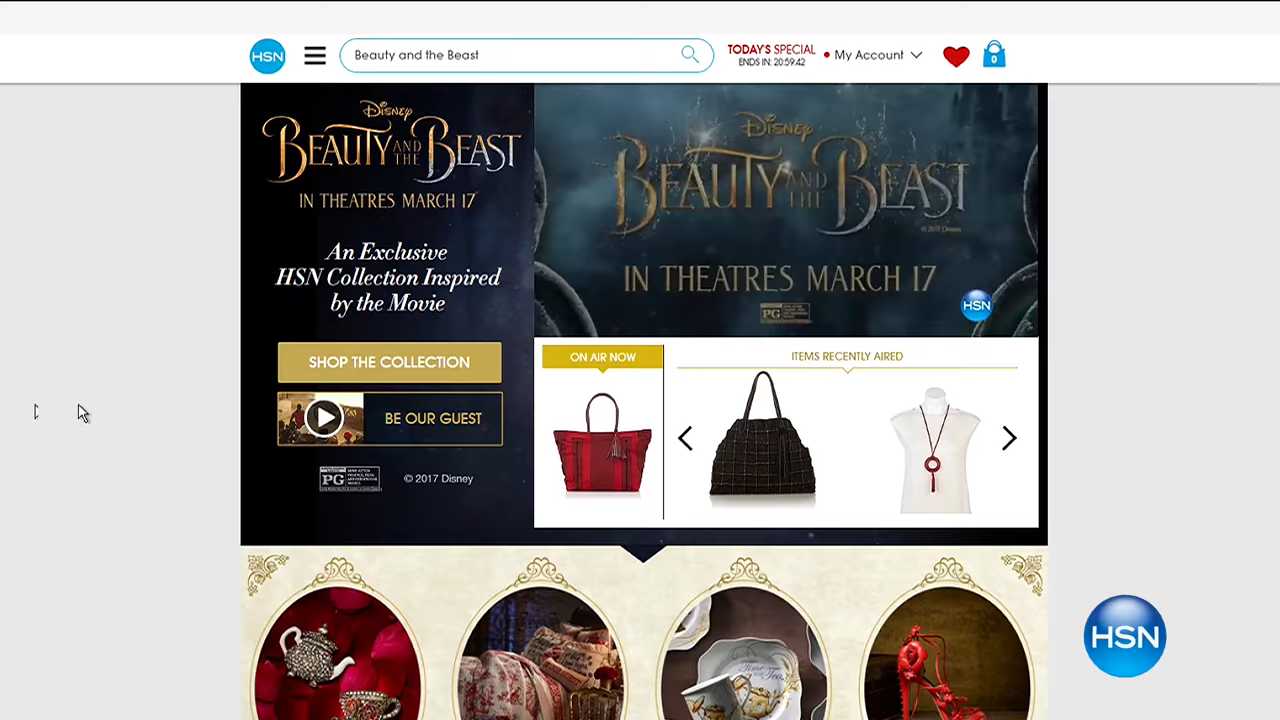 HSN
Beauty and the Beast
TODAY'S SPECIAL
ENDS IN: 20:59:42
My Account
0
Disney
BEAUTY AND THE BEAST
IN THEATRES MARCH 17
An Exclusive
HSN Collection Inspired
by the Movie
SHOP THE COLLECTION
BE OUR GUEST
PG
© 2017 Disney
Disney
BEAUTY AND THE BEAST
© 2017 Disney
IN THEATRES MARCH 17
PG
HSN
ON AIR NOW
ITEMS RECENTLY AIRED
HSN